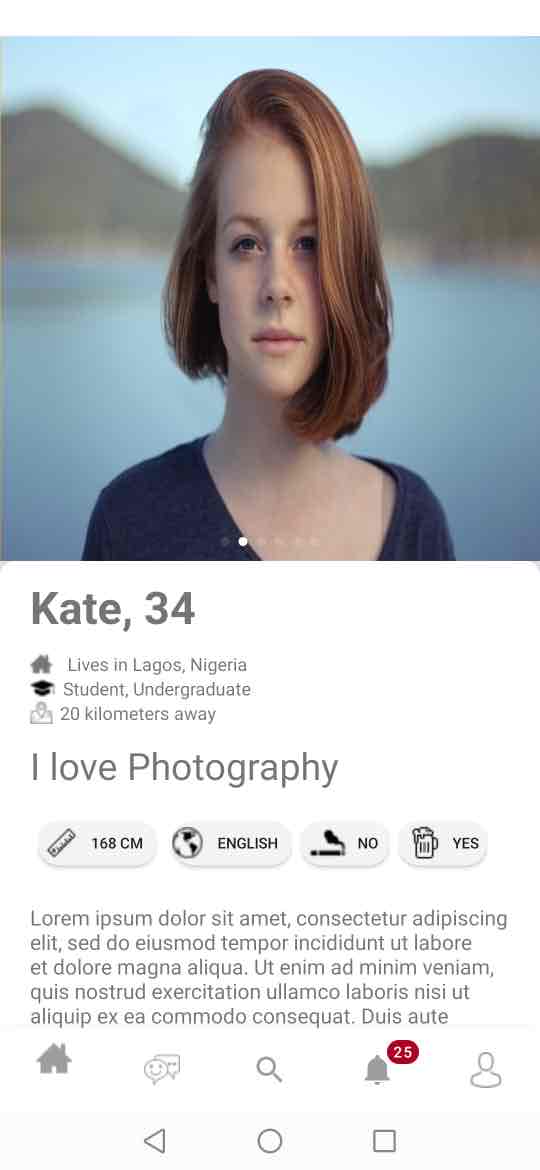 Kate, 34
Lives in Lagos, Nigeria
Student, Undergraduate
20 kilometers away
I love Photography
168 CM ENGLISH NO YES
Lorem ipsum dolor sit amet, consectetur adipiscing
elit, sed do eiusmod tempor incididunt ut labore
et dolore magna aliqua. Ut enim ad minim veniam,
quis nostrud exercitation ullamco laboris nisi ut
aliquip ex ea commodo consequat. Duis aute
25